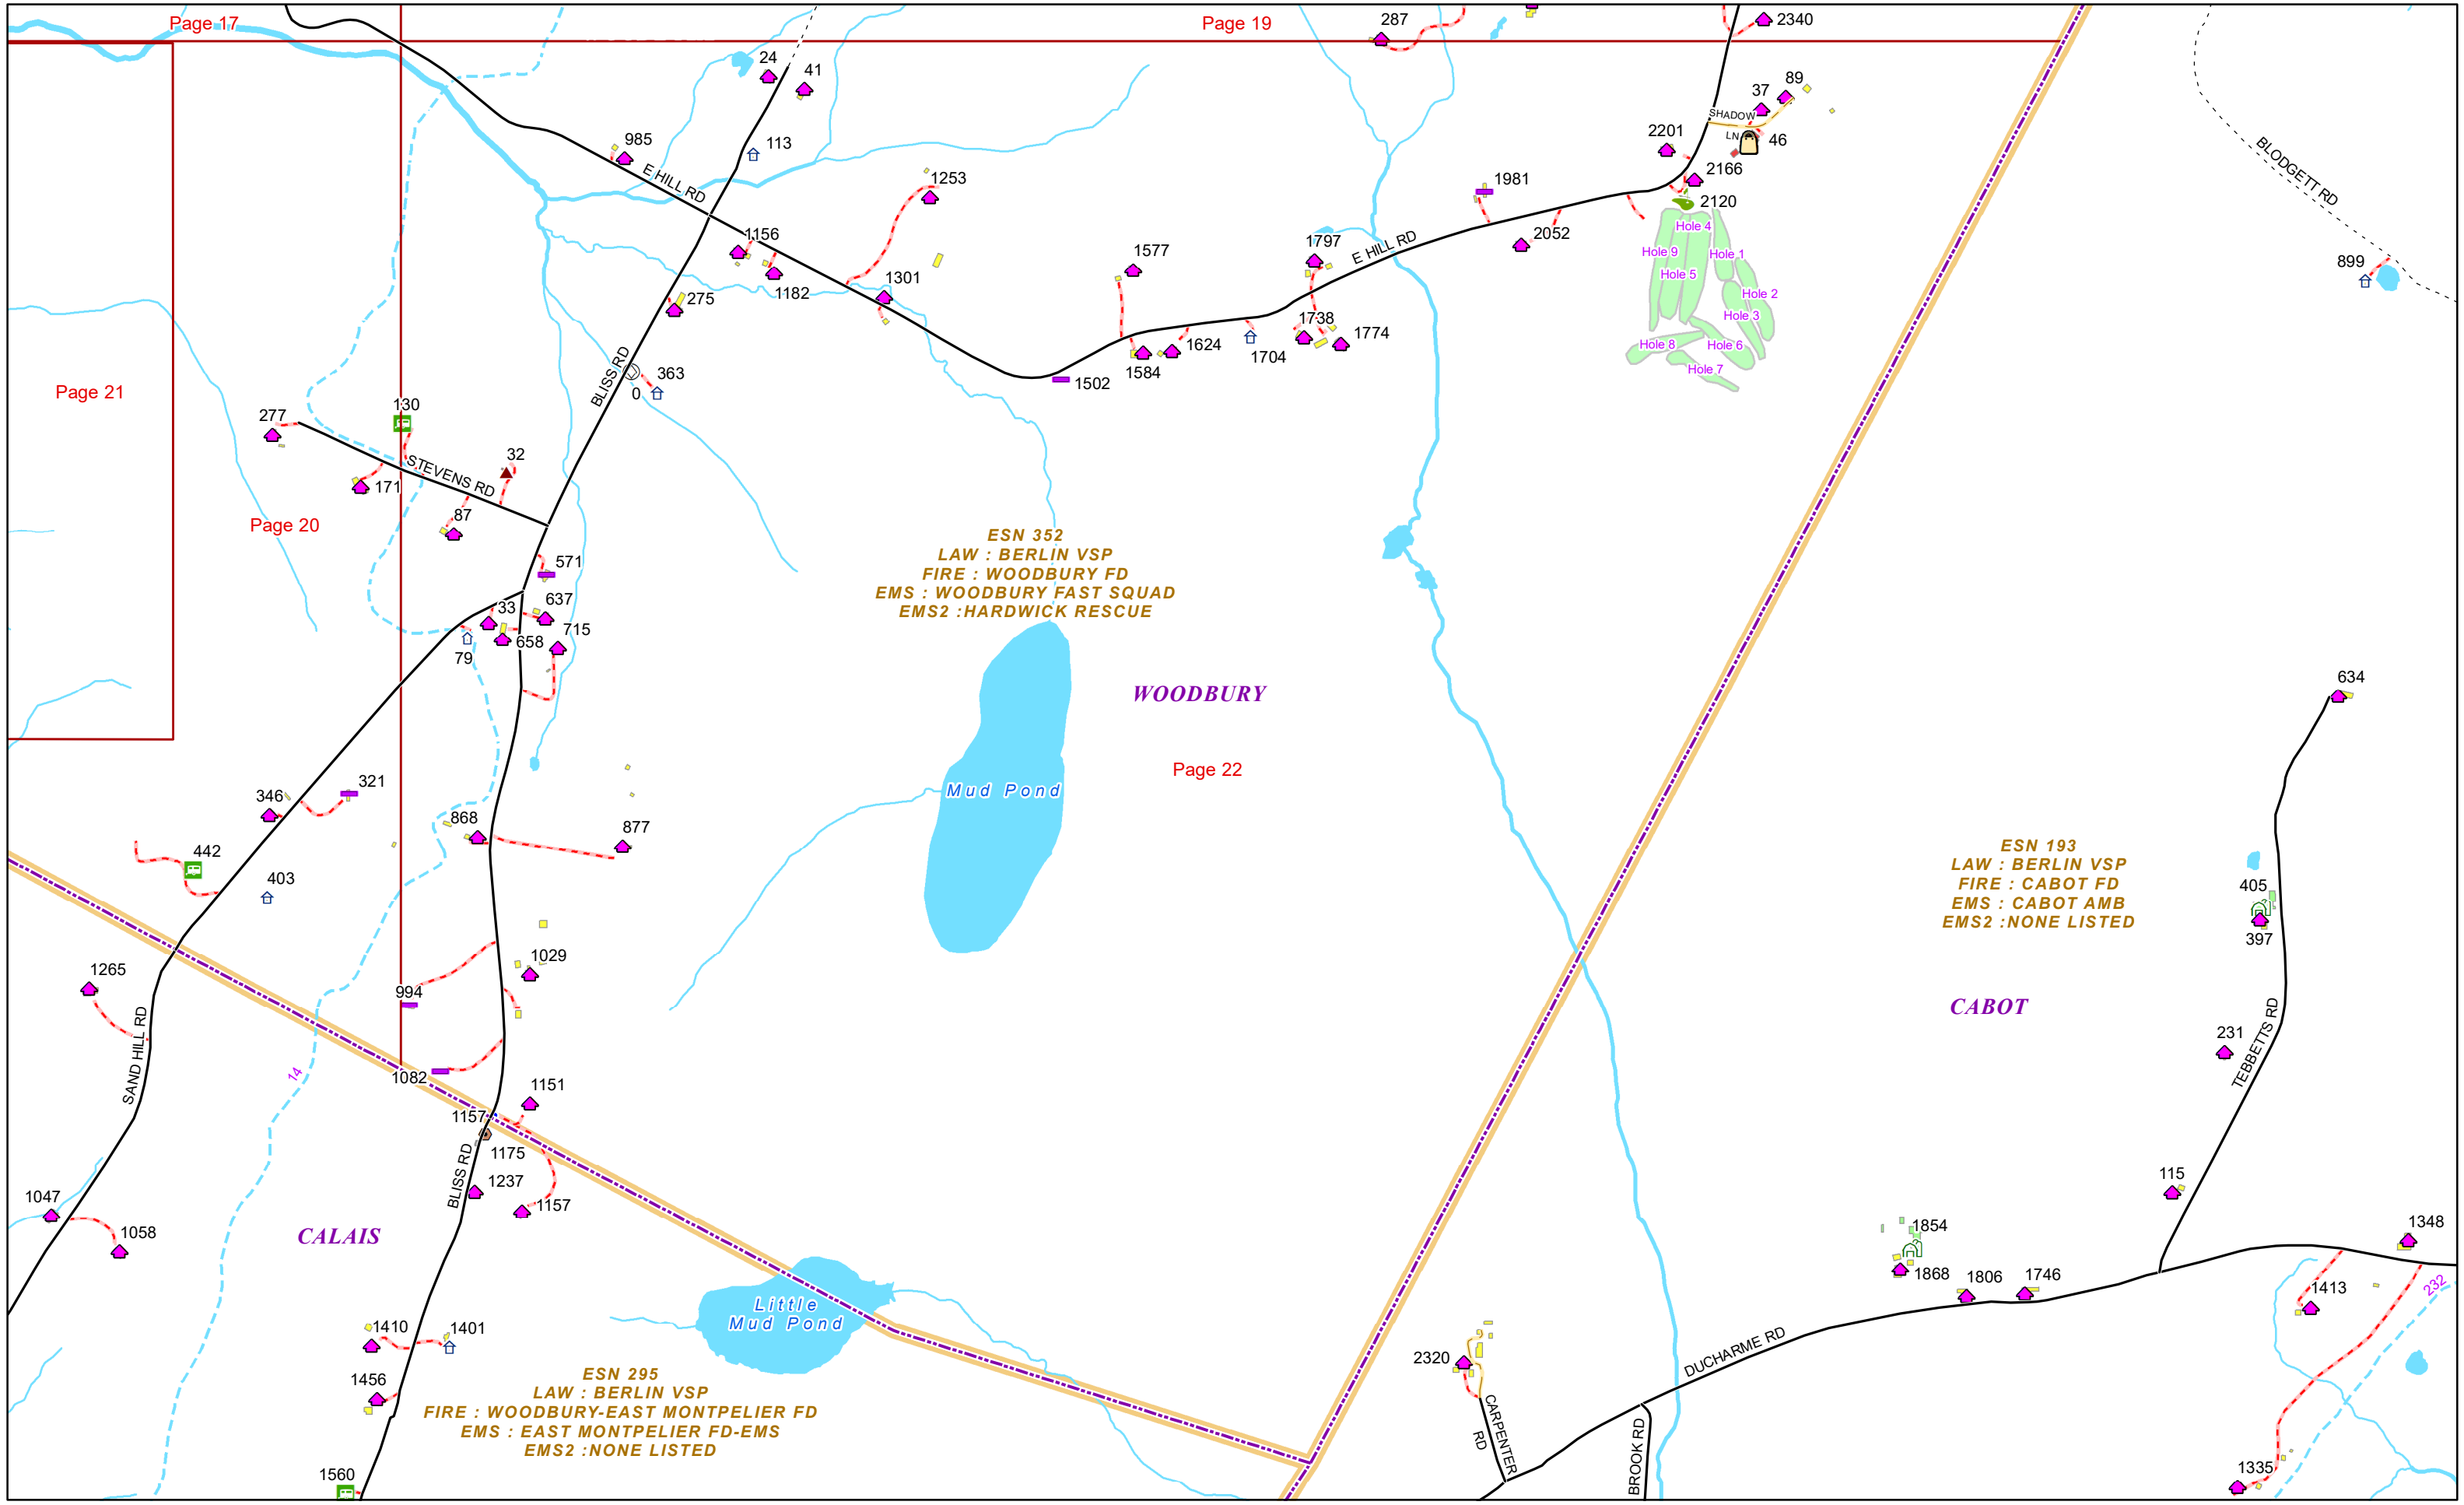 Page 17
Page 19
287
2340
24
41
89
37
SHADOW
LN
46
985
113
2201
E HILL RD
1253
1981
2166
2120
BLODGETT RD
1156
1797
E HILL RD
2052
Hole 4
Hole 9
Hole 1
Hole 5
Hole 2
Hole 3
Hole 8
Hole 6
Hole 7
899
1577
1182
275
1301
1738
1774
1624
1704
1584
1502
BLISS RD
363
0
Page 21
277
130
32
STEVENS RD
171
87
Page 20
571
33
637
658
715
79
ESN 352
LAW : BERLIN VSP
FIRE : WOODBURY FD
EMS : WOODBURY FAST SQUAD
EMS2 :HARDWICK RESCUE
WOODBURY
Page 22
Mud Pond
634
346
321
868
877
442
403
ESN 193
LAW : BERLIN VSP
FIRE : CABOT FD
EMS : CABOT AMB
EMS2 :NONE LISTED
405
397
1265
1029
994
CABOT
SAND HILL RD
14
1082
231
TEBBETTS RD
1151
1157
1175
BLISS RD
1237
1157
1047
1058
CALAIS
115
1854
1868
1806
1746
1348
1413
232
Little
Mud Pond
1410
1401
1456
ESN 295
LAW : BERLIN VSP
FIRE : WOODBURY-EAST MONTPELIER FD
EMS : EAST MONTPELIER FD-EMS
EMS2 :NONE LISTED
2320
DUCHARME RD
CARPENTER
RD
BROOK RD
1560
1335